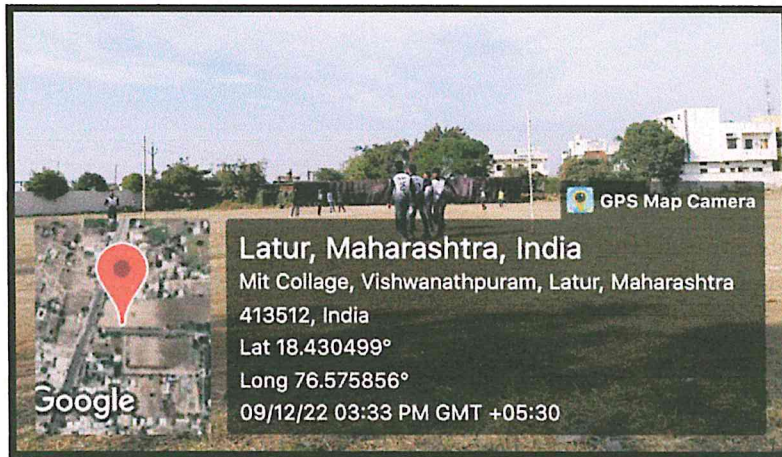 GPS Map Camera
Latur, Maharashtra, India
Mit Collage, Vishwanathpuram, Latur, Maharashtra
413512, India
Lat 18.430499°
Long 76.575856°
09/12/22 03:33 PM GMT +05:30
Google